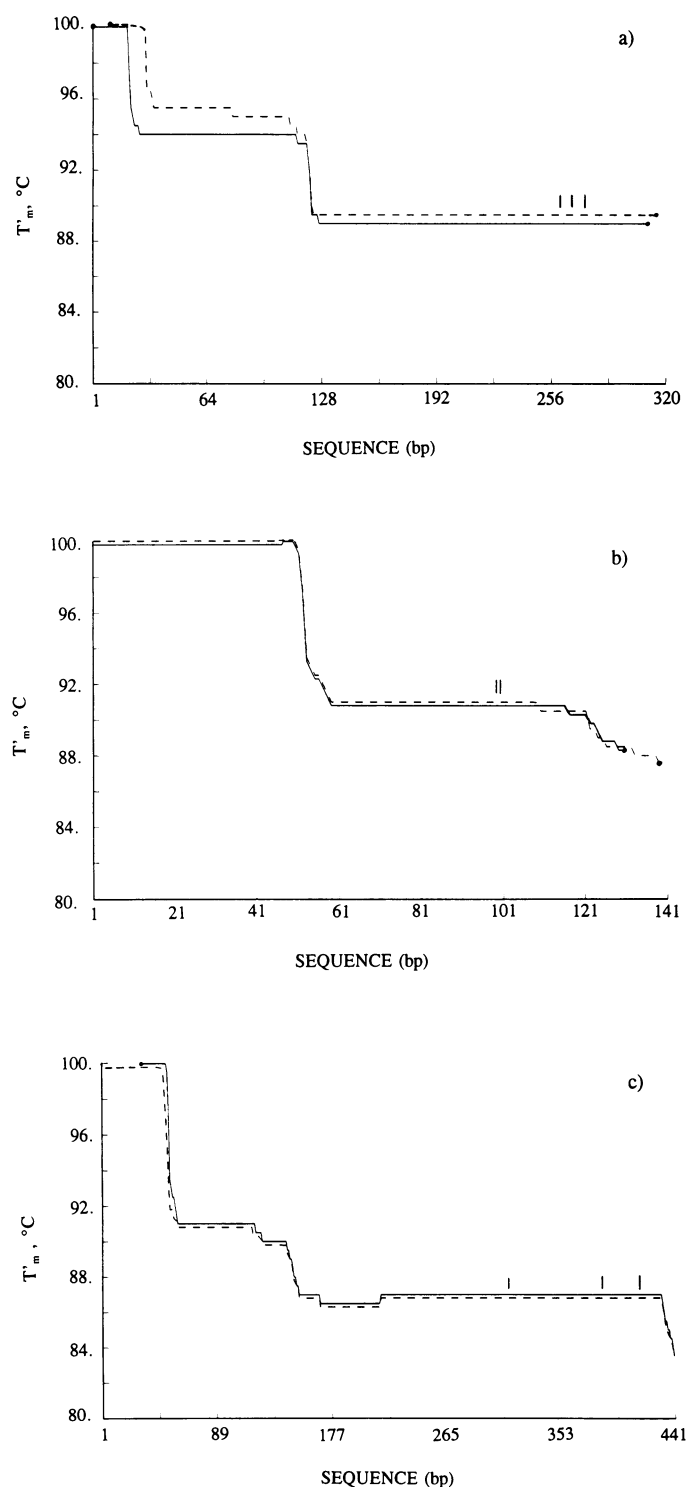 a)
100.
96.
92.
88.
84.
80.
T'm, °C
1 64 128 192 256 320
SEQUENCE (bp)
b)
100.
96.
92.
88.
84.
80.
T'm, °C
1 21 41 61 81 101 121 141
SEQUENCE (bp)
c)
100.
96.
92.
88.
84.
80.
T'm, °C
1 89 177 265 353 441
SEQUENCE (bp)